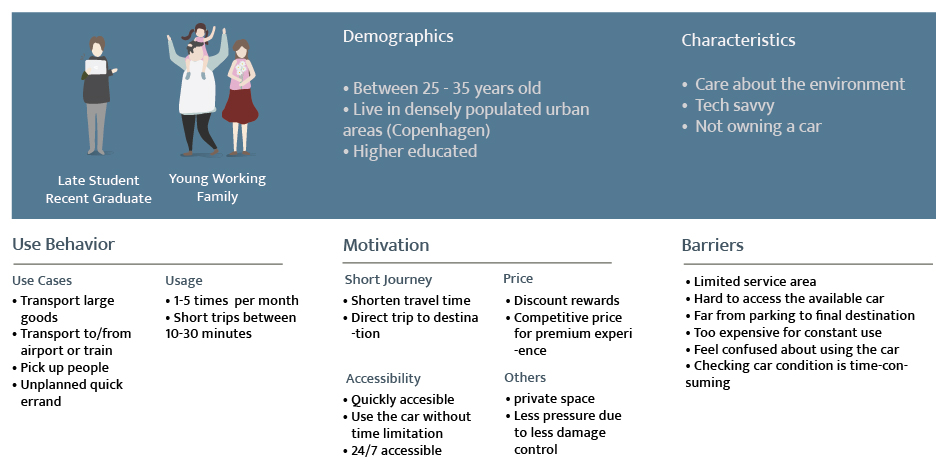 Late Student
Recent Graduate
Young Working
Family
Demographics
• Between 25 - 35 years old
• Live in densely populated urban
areas (Copenhagen)
• Higher educated
Characteristics
• Care about the environment
• Tech savvy
• Not owning a car
Use Behavior
Use Cases
• Transport large
goods
• Transport to/from
airport or train
• Pick up people
• Unplanned quick
errand
Usage
• 1-5 times per month
• Short trips between
10-30 minutes
Motivation
Short Journey
• Shorten travel time
• Direct trip to destina
-tion
Price
• Discount rewards
• Competitive price
for premium experi
-ence
Accessibility
• Quickly accesible
• Use the car without
time limitation
• 24/7 accessible
Others
• private space
• Less pressure due
to less damage
control
Barriers
• Limited service area
• Hard to access the available car
• Far from parking to final destination
• Too expensive for constant use
• Feel confused about using the car
• Checking car condition is time-con-
suming